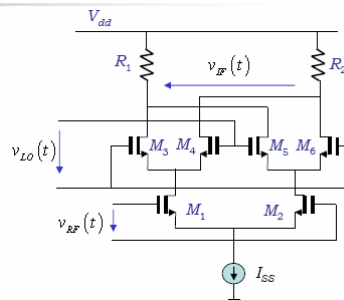 V_dd
R_1
v_IF(t)
R_2
v_LO(t)
M_3
M_4
M_5
M_6
v_RF(t)
M_1
M_2
I_SS